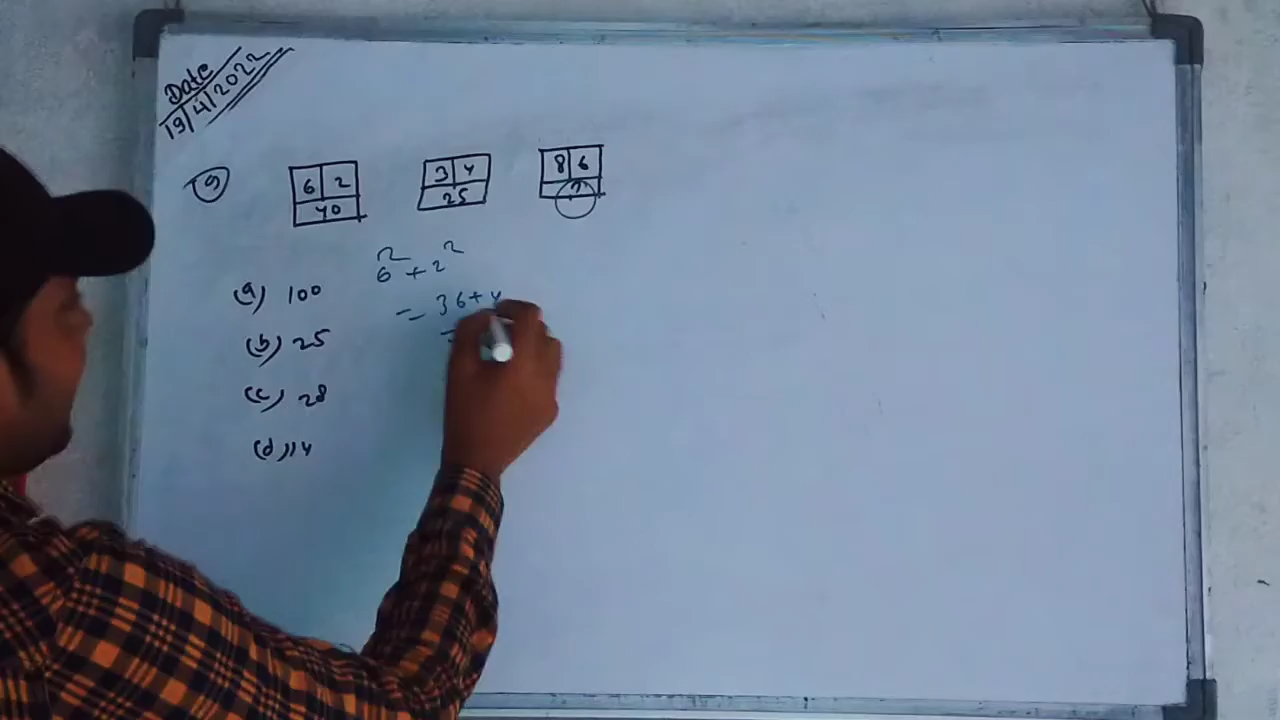 Date
19/4/2022
(9)
6 2
40
3 4
25
8 6
?
(a) 100
(b) 25
(c) 28
(d) 14
6² + 2²
= 36+4
=